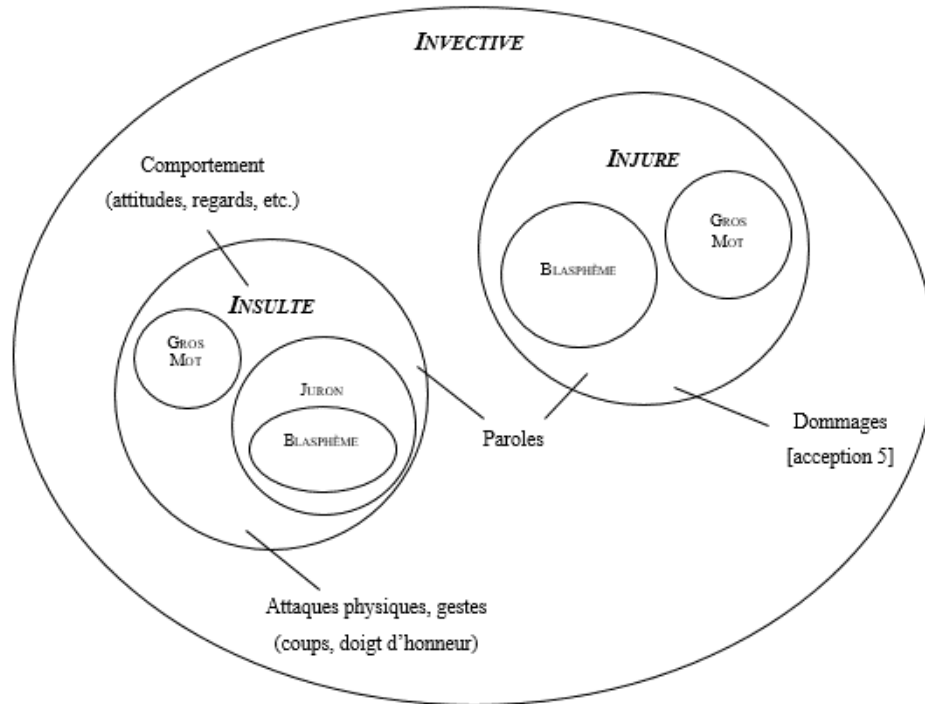 INVECTIVE
Comportement
(attitudes, regards, etc.)
INSULTE
GROS
MOT
JURON
BLASPHÈME
Attaques physiques, gestes
(coups, doigt d’honneur)
Paroles
INJURE
BLASPHÈME
GROS
MOT
Dommages
[acception 5]